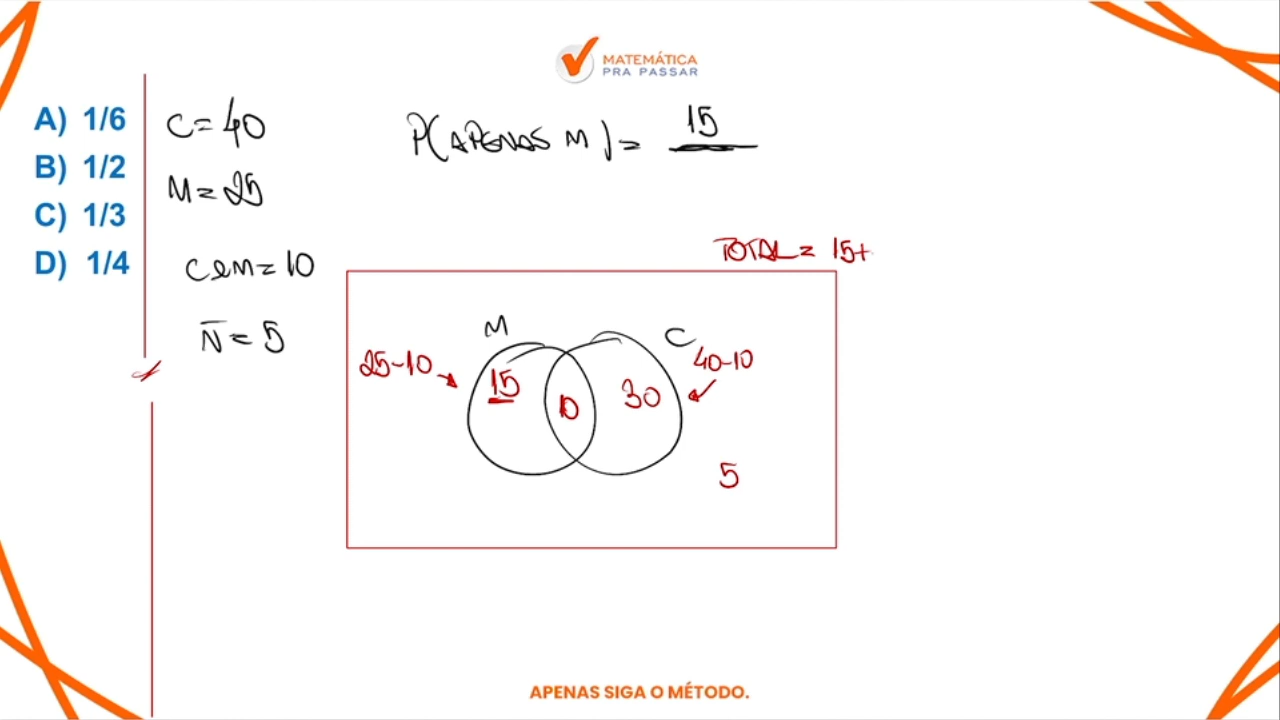 MATEMÁTICA
PRA PASSAR
A) 1/6
B) 1/2
C) 1/3
D) 1/4
C = 40
M = 25
C e M = 10
N̄ = 5
P(APENAS M) = 15
TOTAL = 15+
M
C
25-10
40-10
15
10
30
5
APENAS SIGA O MÉTODO.